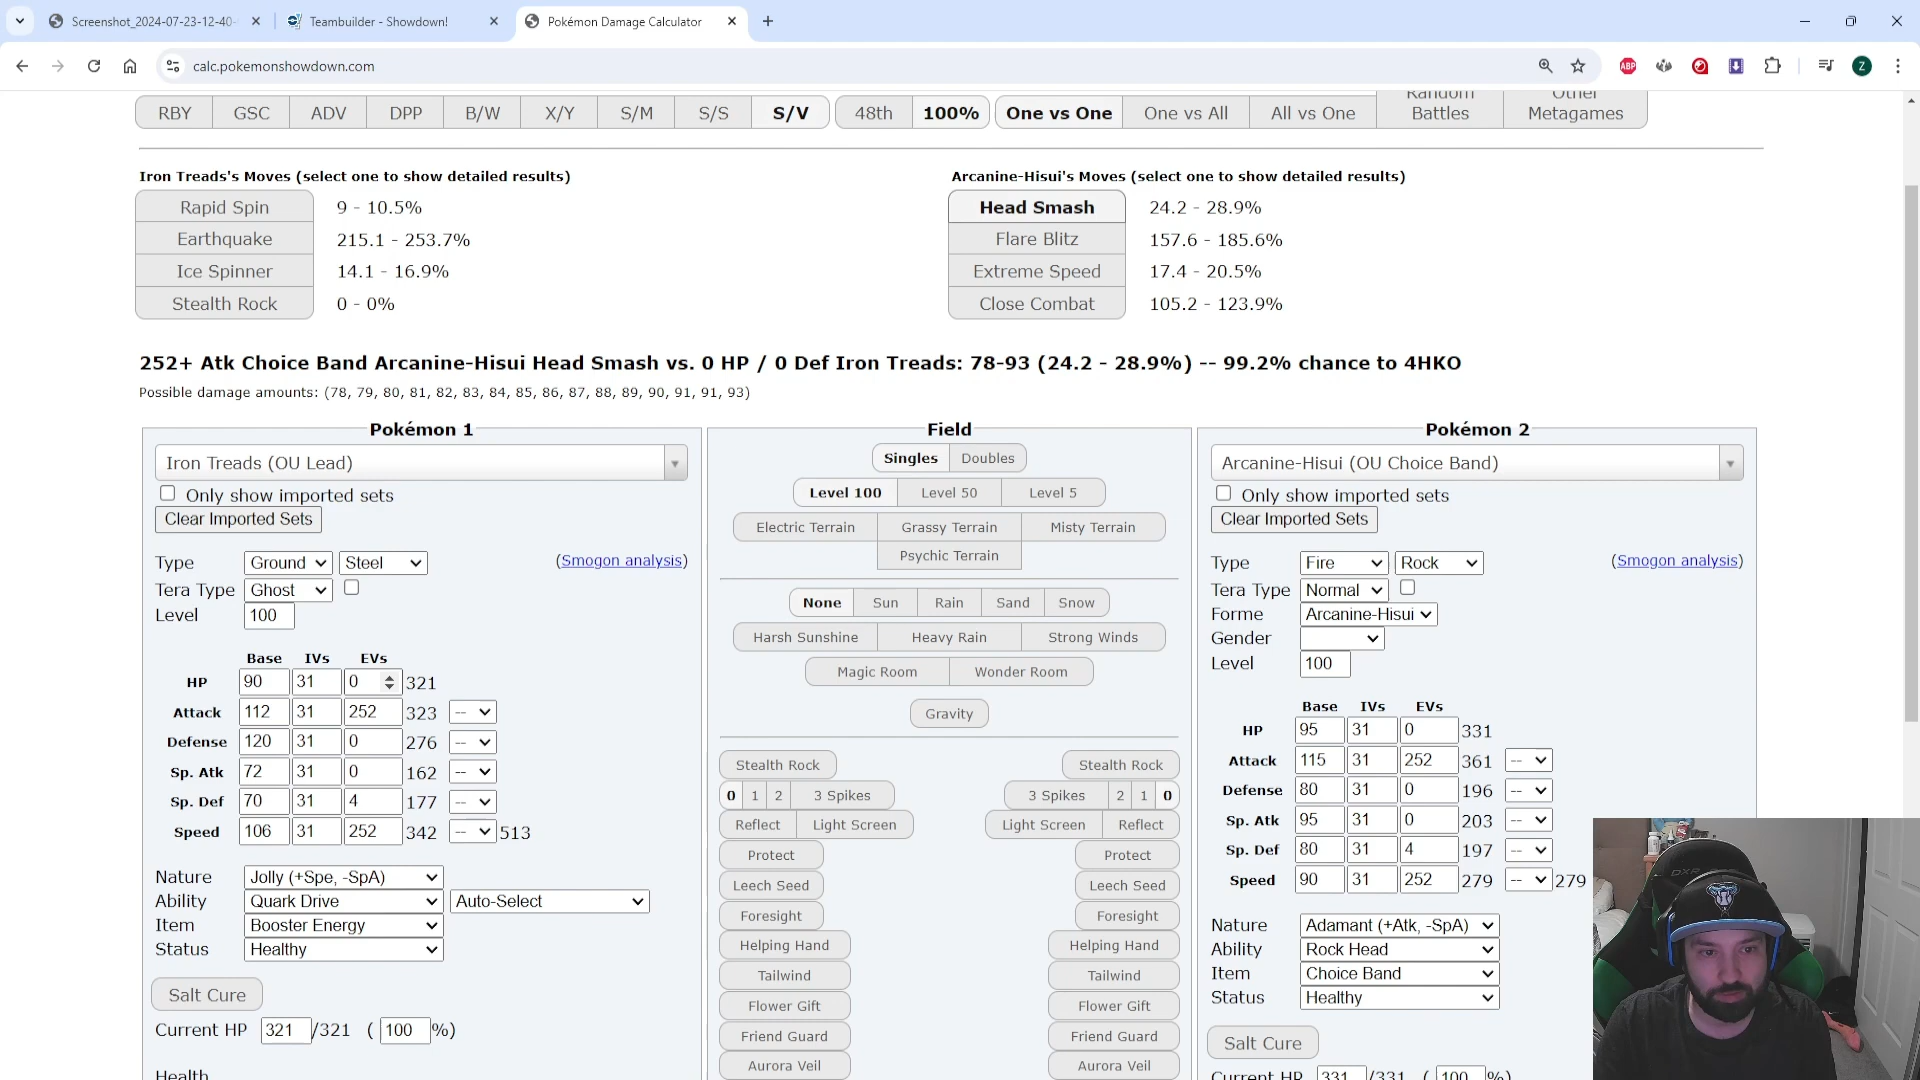 Screenshot_2024-07-23-12-40-
Teambuilder - Showdown!
Pokémon Damage Calculator
calc.pokemonshowdown.com
ABP
Z
RBY GSC ADV DPP B/W X/Y S/M S/S S/V 48th 100% One vs One One vs All All vs One Random Battles Other Metagames
Iron Treads's Moves (select one to show detailed results)
Rapid Spin 9 - 10.5%
Earthquake 215.1 - 253.7%
Ice Spinner 14.1 - 16.9%
Stealth Rock 0 - 0%
Arcanine-Hisui's Moves (select one to show detailed results)
Head Smash 24.2 - 28.9%
Flare Blitz 157.6 - 185.6%
Extreme Speed 17.4 - 20.5%
Close Combat 105.2 - 123.9%
252+ Atk Choice Band Arcanine-Hisui Head Smash vs. 0 HP / 0 Def Iron Treads: 78-93 (24.2 - 28.9%) -- 99.2% chance to 4HKO
Possible damage amounts: (78, 79, 80, 81, 82, 83, 84, 85, 86, 87, 88, 89, 90, 91, 91, 93)
Pokémon 1
Iron Treads (OU Lead)
Only show imported sets
Clear Imported Sets
Type Ground Steel (Smogon analysis)
Tera Type Ghost
Level 100
Base IVs EVs
HP 90 31 0 321
Attack 112 31 252 323 --
Defense 120 31 0 276 --
Sp. Atk 72 31 0 162 --
Sp. Def 70 31 4 177 --
Speed 106 31 252 342 -- 513
Nature Jolly (+Spe, -SpA)
Ability Quark Drive Auto-Select
Item Booster Energy
Status Healthy
Salt Cure
Current HP 321 /321 ( 100 %)
Health
Field
Singles Doubles
Level 100 Level 50 Level 5
Electric Terrain Grassy Terrain Misty Terrain
Psychic Terrain
None Sun Rain Sand Snow
Harsh Sunshine Heavy Rain Strong Winds
Magic Room Wonder Room
Gravity
Stealth Rock Stealth Rock
0 1 2 3 Spikes 3 Spikes 2 1 0
Reflect Light Screen Light Screen Reflect
Protect Protect
Leech Seed Leech Seed
Foresight Foresight
Helping Hand Helping Hand
Tailwind Tailwind
Flower Gift Flower Gift
Friend Guard Friend Guard
Aurora Veil Aurora Veil
Pokémon 2
Arcanine-Hisui (OU Choice Band)
Only show imported sets
Clear Imported Sets
Type Fire Rock (Smogon analysis)
Tera Type Normal
Forme Arcanine-Hisui
Gender
Level 100
Base IVs EVs
HP 95 31 0 331
Attack 115 31 252 361 --
Defense 80 31 0 196 --
Sp. Atk 95 31 0 203 --
Sp. Def 80 31 4 197 --
Speed 90 31 252 279 -- 279
Nature Adamant (+Atk, -SpA)
Ability Rock Head
Item Choice Band
Status Healthy
Salt Cure
Current HP 331 /331 ( 100 %)